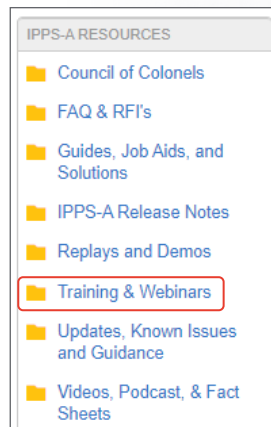 IPPS-A RESOURCES
Council of Colonels
FAQ & RFI's
Guides, Job Aids, and
Solutions
IPPS-A Release Notes
Replays and Demos
Training & Webinars
Updates, Known Issues
and Guidance
Videos, Podcast, & Fact
Sheets